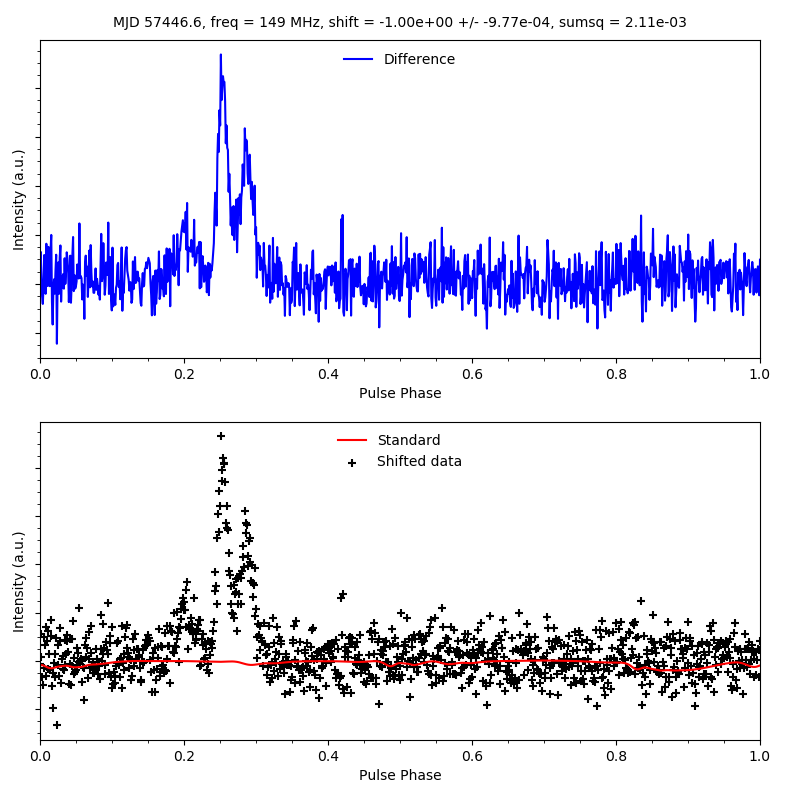 MJD 57446.6, freq = 149 MHz, shift = -1.00e+00 +/- -9.77e-04, sumsq = 2.11e-03
Difference
Intensity (a.u.)
0.0 0.2 0.4 0.6 0.8 1.0
Pulse Phase
Standard
Shifted data
Intensity (a.u.)
0.0 0.2 0.4 0.6 0.8 1.0
Pulse Phase